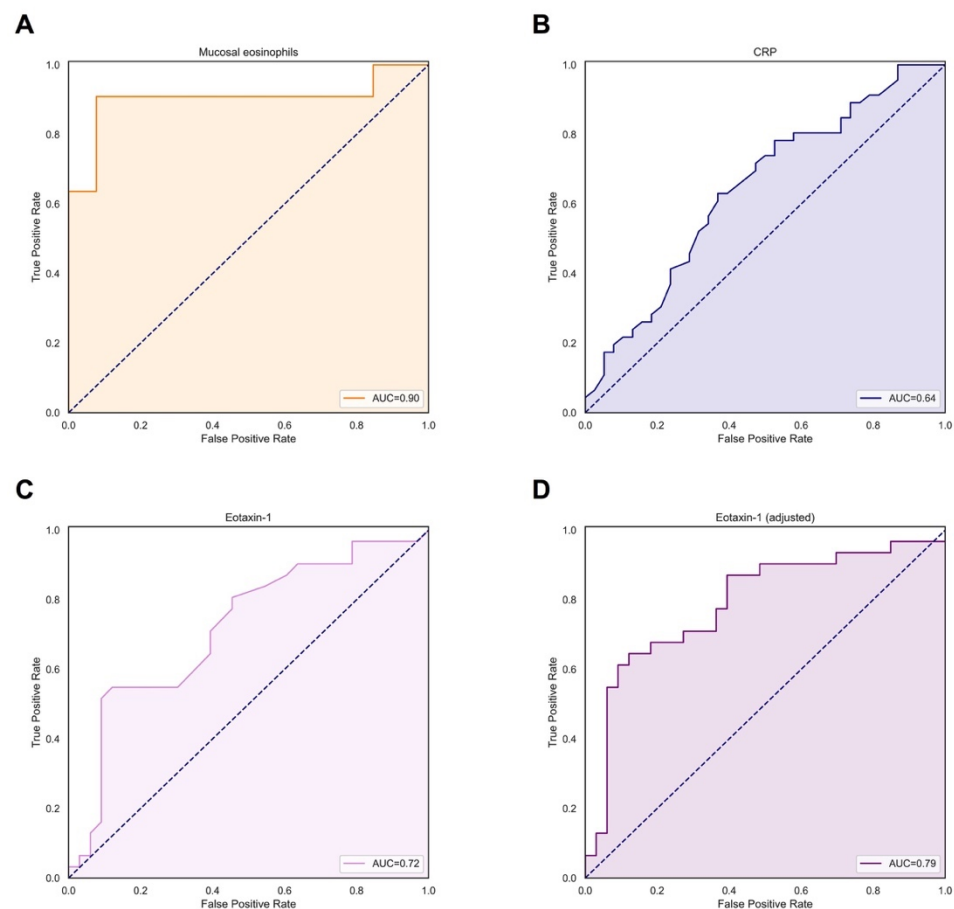 A
Mucosal eosinophils
1.0
0.8
0.6
0.4
0.2
0.0
True Positive Rate
0.0 0.2 0.4 0.6 0.8 1.0
False Positive Rate
AUC=0.90
B
CRP
1.0
0.8
0.6
0.4
0.2
0.0
True Positive Rate
0.0 0.2 0.4 0.6 0.8 1.0
False Positive Rate
AUC=0.64
C
Eotaxin-1
1.0
0.8
0.6
0.4
0.2
0.0
True Positive Rate
0.0 0.2 0.4 0.6 0.8 1.0
False Positive Rate
AUC=0.72
D
Eotaxin-1 (adjusted)
1.0
0.8
0.6
0.4
0.2
0.0
True Positive Rate
0.0 0.2 0.4 0.6 0.8 1.0
False Positive Rate
AUC=0.79